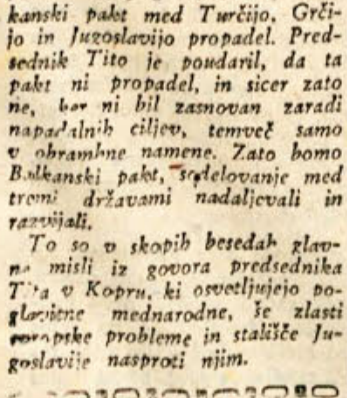 kanski pakt med Turčijo, Grči-
jo in Jugoslavijo propadel. Pred-
sednik Tito je poudaril, da ta
pakt ni propadel, in sicer zato
ne, ker ni bil zasnovan zaradi
napadalnih ciljev, temveč samo
v obrambne namene. Zato bomo
Balkanski pakt, sodelovanje med
tremi državami nadaljevali in
razvijali.
To so v skopih besedah glav-
ne misli iz govora predsednika
Tita v Kopru, ki osvetljujejo po-
glavitne mednarodne, še zlasti
evropske probleme in stališče Ju-
goslavije nasproti njim.